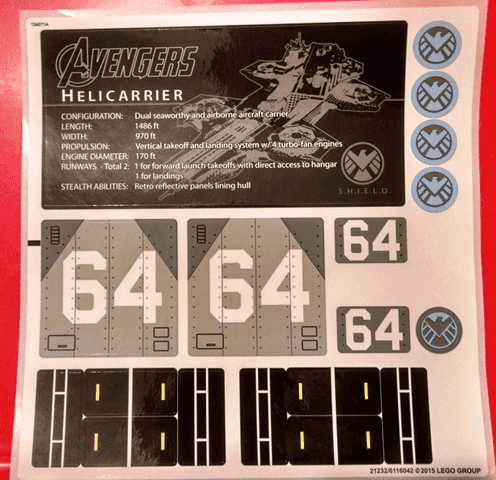 134671A
AVENGERS
HELICARRIER
CONFIGURATION: Dual seaworthy and airborne aircraft carrier
LENGTH: 1486 ft
WIDTH: 970 ft
PROPULSION: Vertical takeoff and landing system w/ 4 turbo-fan engines
ENGINE DIAMETER: 170 ft
RUNWAYS - Total 2: 1 for forward launch takeoffs with direct access to hangar
1 for landings
STEALTH ABILITIES: Retro reflective panels lining hull
S.H.I.E.L.D.
64
64
64
64
21232/6116042 ©2015 LEGO GROUP